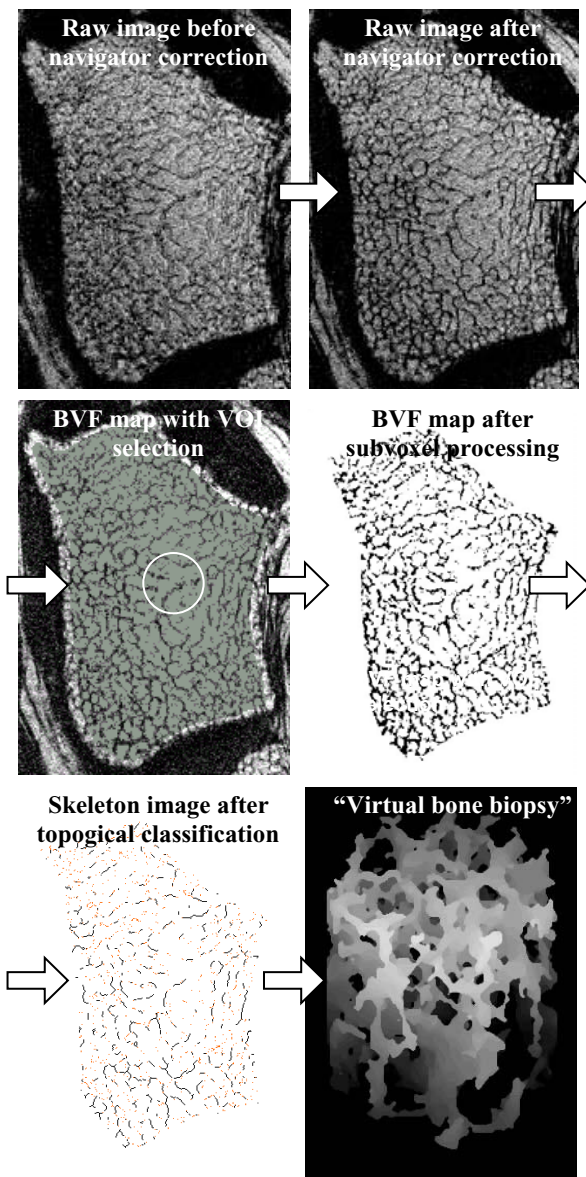 Raw image before
navigator correction
Raw image after
navigator correction
BVF map with VOI
selection
BVF map after
subvoxel processing
Skeleton image after
topogical classification
“Virtual bone biopsy”